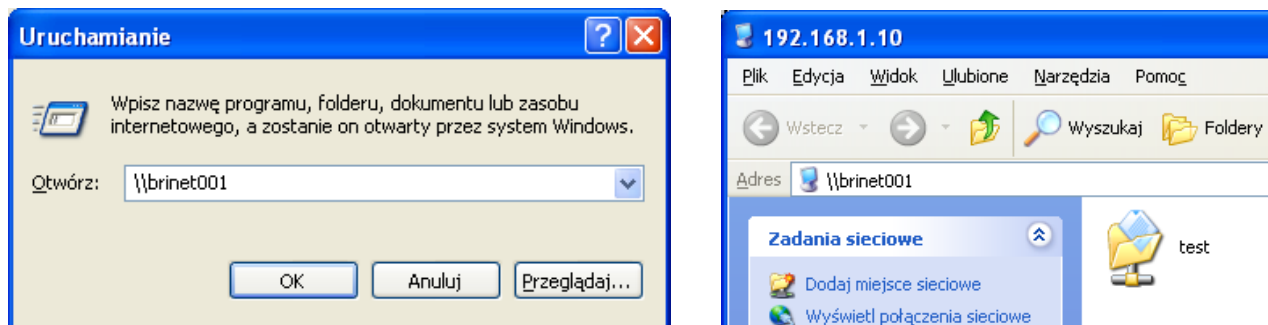 Uruchamianie
Wpisz nazwę programu, folderu, dokumentu lub zasobu
internetowego, a zostanie on otwarty przez system Windows.
Otwórz: \\brinet001
OK Anuluj Przeglądaj...
192.168.1.10
Plik Edycja Widok Ulubione Narzędzia Pomoc
Wstecz Wyszukaj Foldery
Adres \\brinet001
Zadania sieciowe
Dodaj miejsce sieciowe
Wyświetl połączenia sieciowe
test